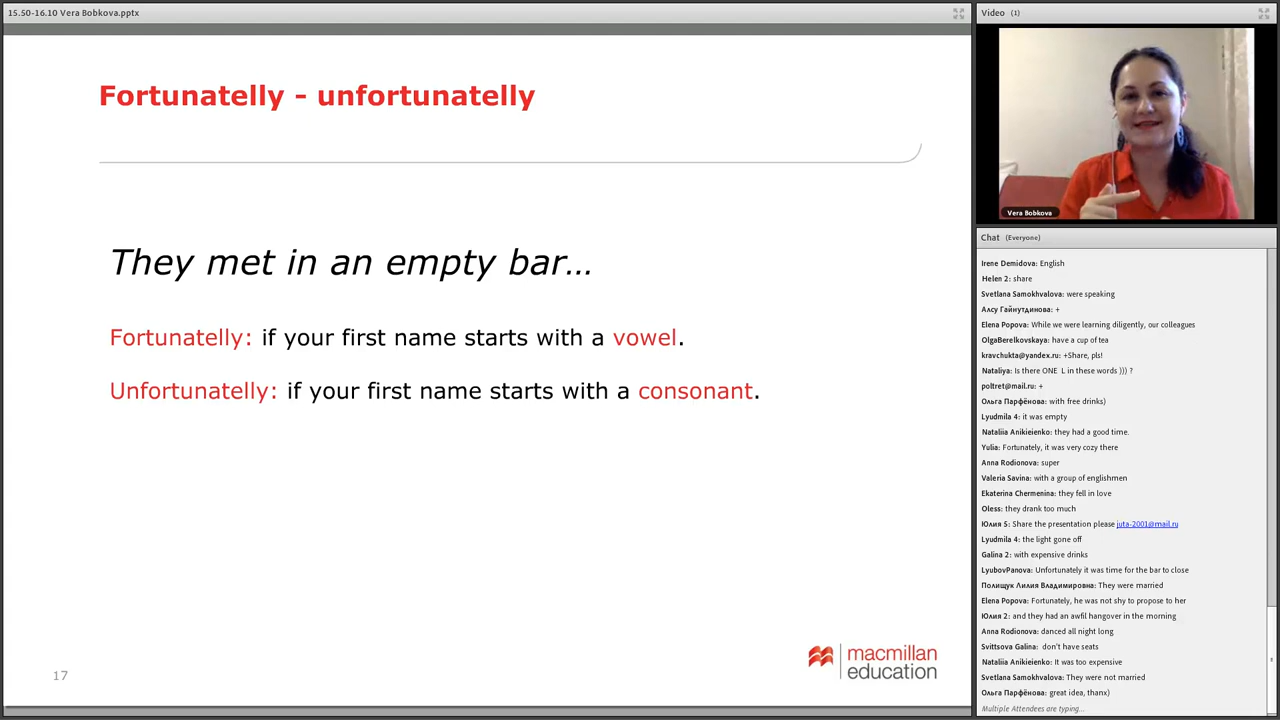 15.50-16.10 Vera Bobkova.pptx
Fortunatelly - unfortunatelly
They met in an empty bar...
Fortunatelly: if your first name starts with a vowel.
Unfortunatelly: if your first name starts with a consonant.
17
macmillan
education
Video (1)
Vera Bobkova
Chat (Everyone)
Irene Demidova: English
Helen 2: share
Svetlana Samokhvalova: were speaking
Алсу Гайнутдинова: +
Elena Popova: While we were learning diligently, our colleagues
OlgaBerelkovskaya: have a cup of tea
kravchukta@yandex.ru: +Share, pls!
Nataliya: Is there ONE L in these words ))) ?
poltret@mail.ru: +
Ольга Парфёнова: with free drinks)
Lyudmila 4: it was empty
Nataliia Anikieienko: they had a good time.
Yulia: Fortunately, it was very cozy there
Anna Rodionova: super
Valeria Savina: with a group of englishmen
Ekaterina Chermenina: they fell in love
Oless: they drank too much
Юлия 5: Share the presentation please juta-2001@mail.ru
Lyudmila 4: the light gone off
Galina 2: with expensive drinks
LyubovPanova: Unfortunately it was time for the bar to close
Полищук Лилия Владимировна: They were married
Elena Popova: Fortunately, he was not shy to propose to her
Юлия 2: and they had an awfil hangover in the morning
Anna Rodionova: danced all night long
Svittsova Galina: don't have seats
Nataliia Anikieienko: It was too expensive
Svetlana Samokhvalova: They were not married
Ольга Парфёнова: great idea, thanx)
Multiple Attendees are typing...